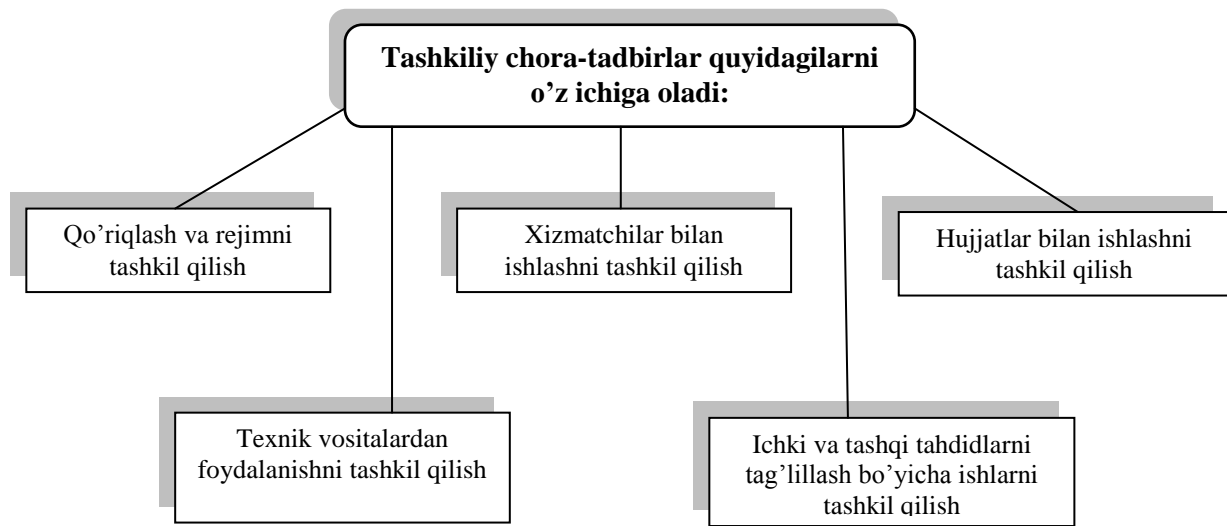 Tashkiliy chora-tadbirlar quyidagilarni
o’z ichiga oladi:
Qo’riqlash va rejimni
tashkil qilish
Xizmatchilar bilan
ishlashni tashkil qilish
Hujjatlar bilan ishlashni
tashkil qilish
Texnik vositalardan
foydalanishni tashkil qilish
Ichki va tashqi tahdidlarni
tag’lillash bo’yicha ishlarni
tashkil qilish